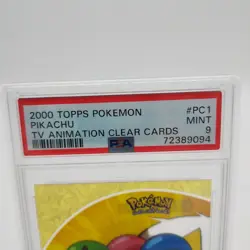 2000 TOPPS POKEMON #PC1
PIKACHU MINT
TV ANIMATION CLEAR CARDS 9
PSA 72389094
POKéMON